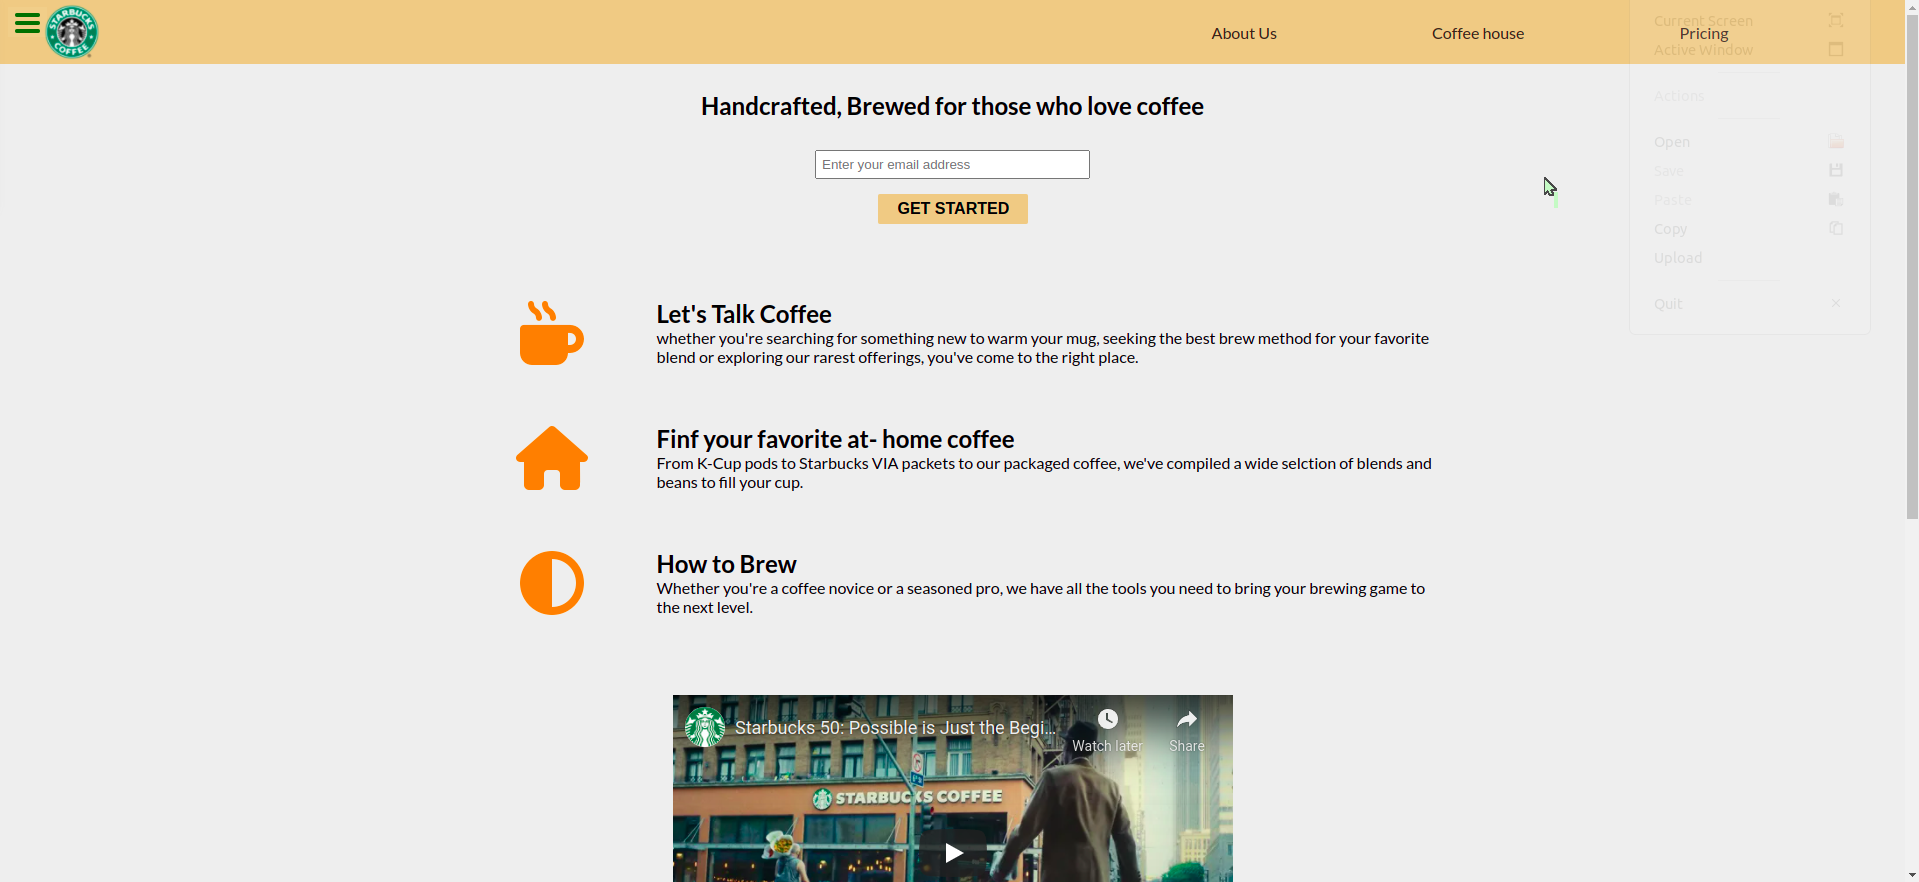 STARBUCKS
COFFEE
About Us
Coffee house
Pricing
Current Screen
Active Window
Actions
Open
Save
Paste
Copy
Upload
Quit
Handcrafted, Brewed for those who love coffee
Enter your email address
GET STARTED
Let's Talk Coffee
whether you're searching for something new to warm your mug, seeking the best brew method for your favorite
blend or exploring our rarest offerings, you've come to the right place.
Finf your favorite at- home coffee
From K-Cup pods to Starbucks VIA packets to our packaged coffee, we've compiled a wide selction of blends and
beans to fill your cup.
How to Brew
Whether you're a coffee novice or a seasoned pro, we have all the tools you need to bring your brewing game to
the next level.
Starbucks 50: Possible is Just the Begi...
Watch later
Share
STARBUCKS COFFEE